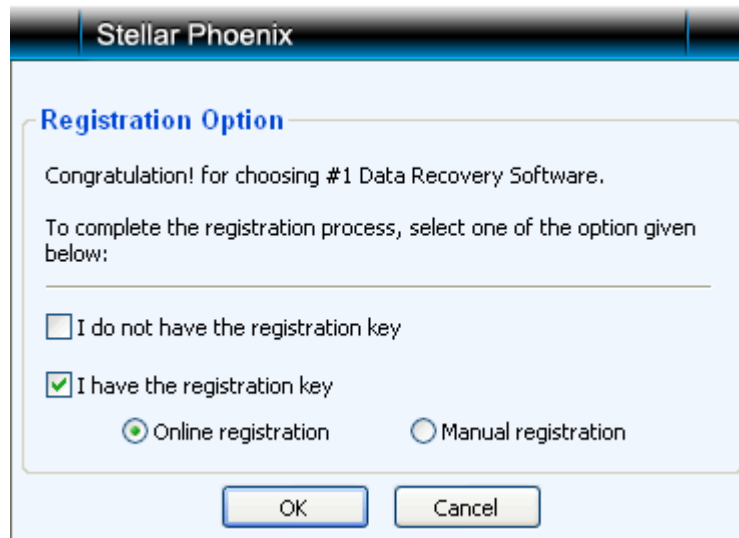 Stellar Phoenix
Registration Option
Congratulation! for choosing #1 Data Recovery Software.
To complete the registration process, select one of the option given
below:
I do not have the registration key
I have the registration key
Online registration
Manual registration
OK
Cancel